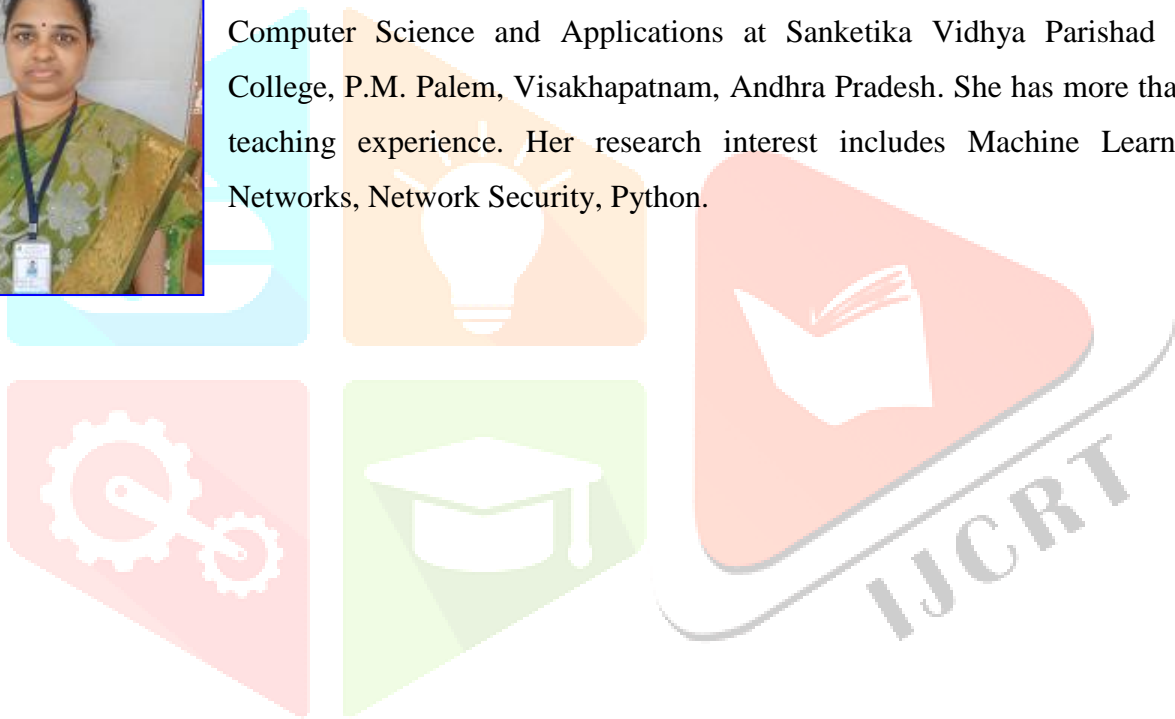 Computer Science and Applications at Sanketika Vidhya Parishad
College, P.M. Palem, Visakhapatnam, Andhra Pradesh. She has more tha
teaching experience. Her research interest includes Machine Learn
Networks, Network Security, Python.
IJCRT